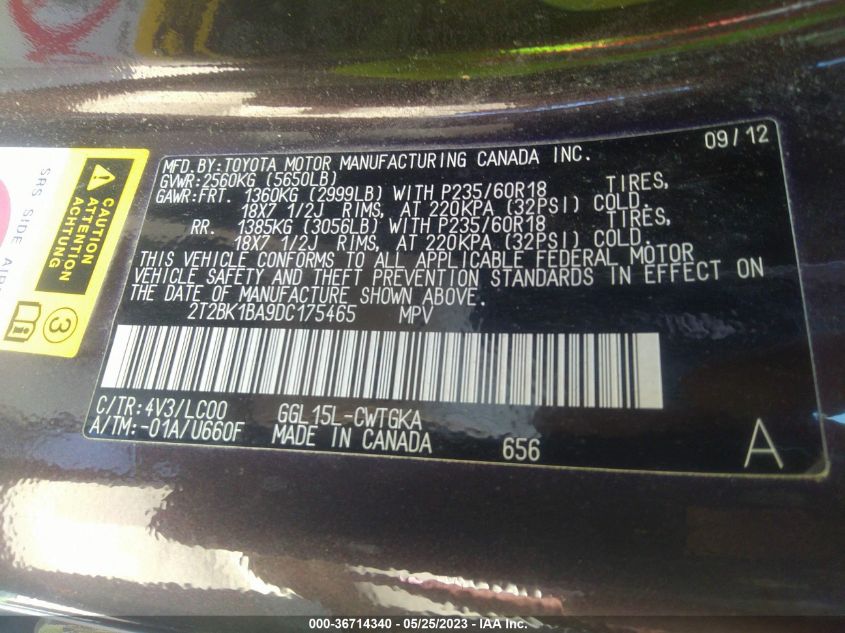 09/12
MFD. BY: TOYOTA MOTOR MANUFACTURING CANADA INC.
GVWR: 2560KG (5650LB)
GAWR: FRT. 1360KG (2999LB) WITH P235/60R18 TIRES,
18X7 1/2J RIMS, AT 220KPA (32PSI) COLD.
RR. 1385KG (3056LB) WITH P235/60R18 TIRES,
18X7 1/2J RIMS, AT 220KPA (32PSI) COLD.
THIS VEHICLE CONFORMS TO ALL APPLICABLE FEDERAL MOTOR
VEHICLE SAFETY AND THEFT PREVENTION STANDARDS IN EFFECT ON
THE DATE OF MANUFACTURE SHOWN ABOVE.
2T2BK1BA9DC175465 MPV
C/TR: 4V3/LC00 GGL15L-CWTGKA
A/TM: -01A/U660F MADE IN CANADA 656 A
CAUTION
ATTENTION
ACHTUNG
3
SRS SIDE
000-36714340 - 05/25/2023 - IAA Inc.